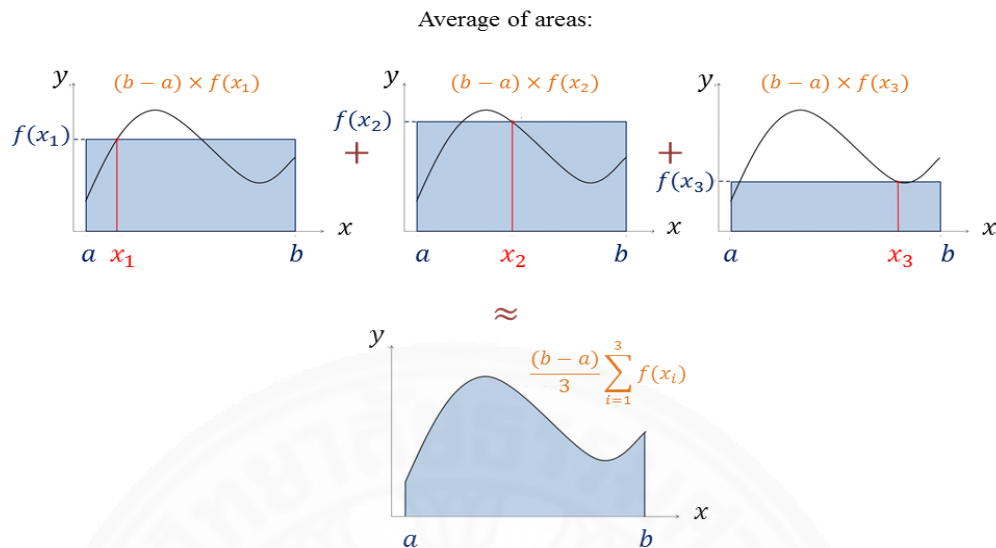 Average of areas:
y (b − a) × f(x₁)
f(x₁)
x
a x₁ b
+
y (b − a) × f(x₂)
f(x₂)
x
a x₂ b
+
y (b − a) × f(x₃)
f(x₃)
x
a x₃ b
≈
y
(b − a)
3
3
∑ f(xᵢ)
i=1
x
a b